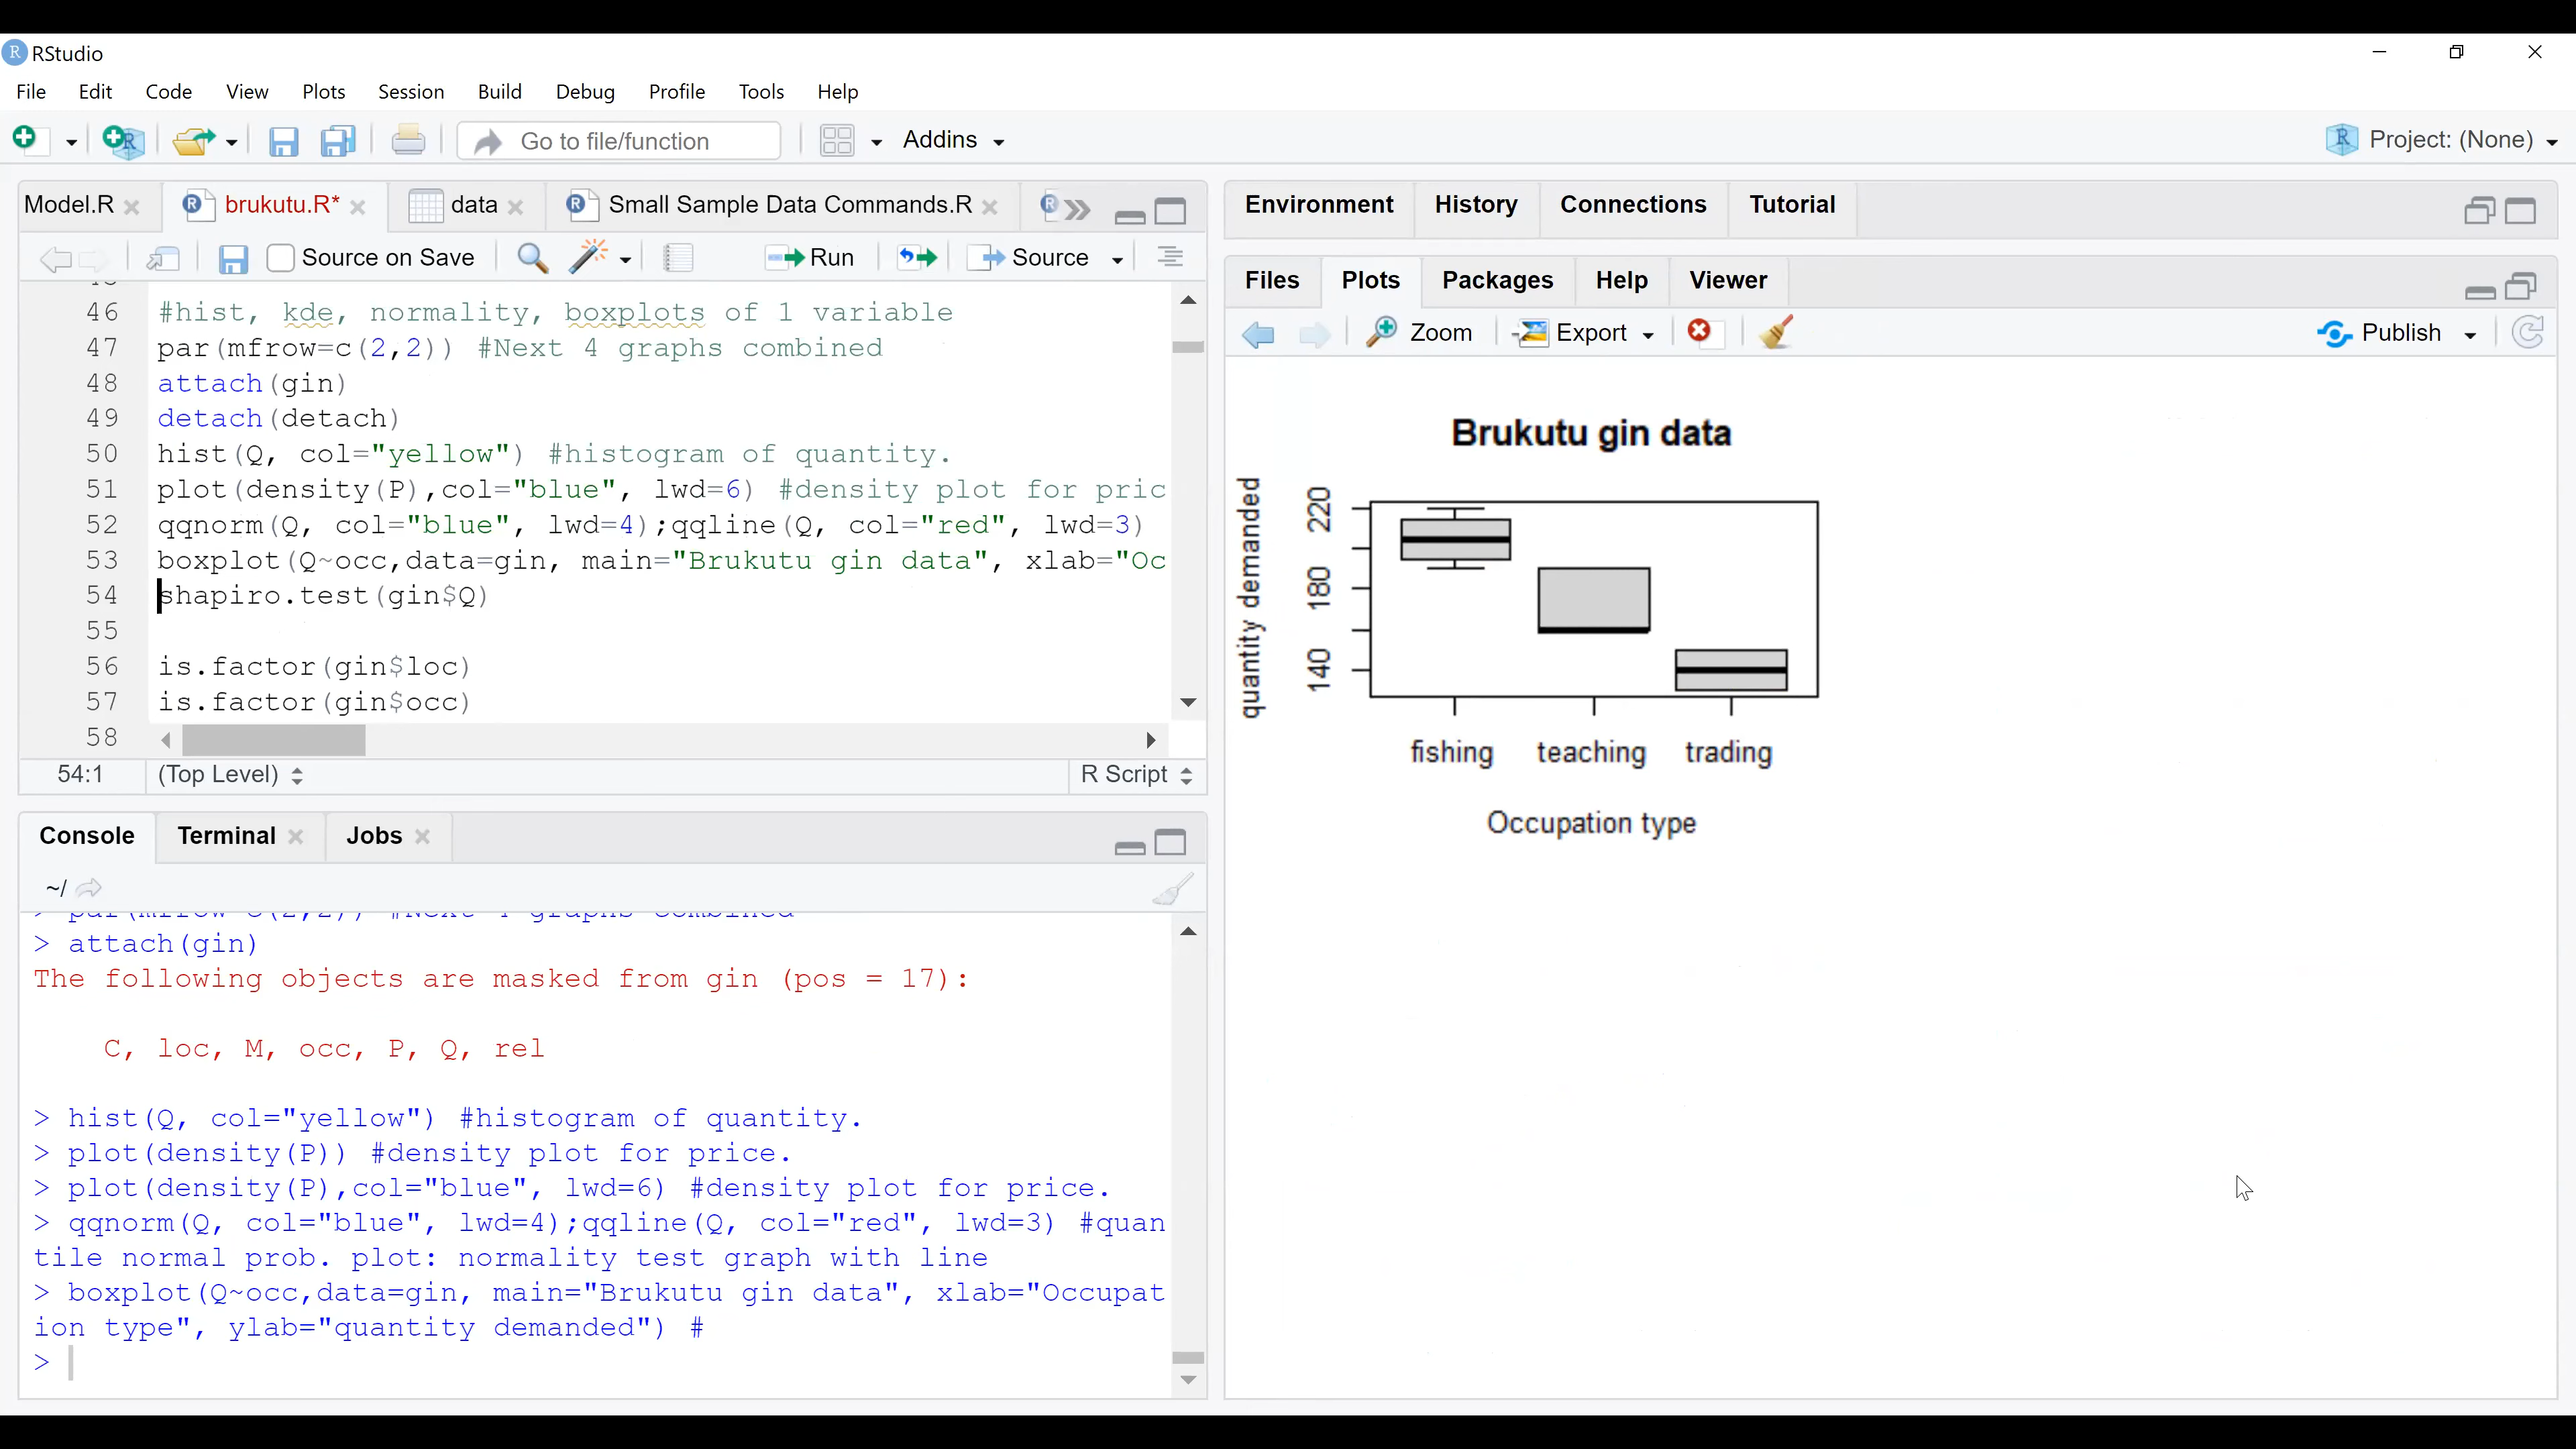 RStudio
File Edit Code View Plots Session Build Debug Profile Tools Help
Go to file/function Addins Project: (None)
Model.R brukutu.R* data Small Sample Data Commands.R
Source on Save Run Source
46 #hist, kde, normality, boxplots of 1 variable
47 par(mfrow=c(2,2)) #Next 4 graphs combined
48 attach(gin)
49 detach(detach)
50 hist(Q, col="yellow") #histogram of quantity.
51 plot(density(P),col="blue", lwd=6) #density plot for pric
52 qqnorm(Q, col="blue", lwd=4);qqline(Q, col="red", lwd=3)
53 boxplot(Q~occ,data=gin, main="Brukutu gin data", xlab="Oc
54 shapiro.test(gin$Q)
55
56 is.factor(gin$loc)
57 is.factor(gin$occ)
58
54:1 (Top Level) R Script
Console Terminal Jobs
~/
> par(mfrow=c(2,2)) #Next 4 graphs combined
> attach(gin)
The following objects are masked from gin (pos = 17):
C, loc, M, occ, P, Q, rel
> hist(Q, col="yellow") #histogram of quantity.
> plot(density(P)) #density plot for price.
> plot(density(P),col="blue", lwd=6) #density plot for price.
> qqnorm(Q, col="blue", lwd=4);qqline(Q, col="red", lwd=3) #quan
tile normal prob. plot: normality test graph with line
> boxplot(Q~occ,data=gin, main="Brukutu gin data", xlab="Occupat
ion type", ylab="quantity demanded") #
>
Environment History Connections Tutorial
Files Plots Packages Help Viewer
Zoom Export Publish
Brukutu gin data
quantity demanded
220
180
140
fishing teaching trading
Occupation type